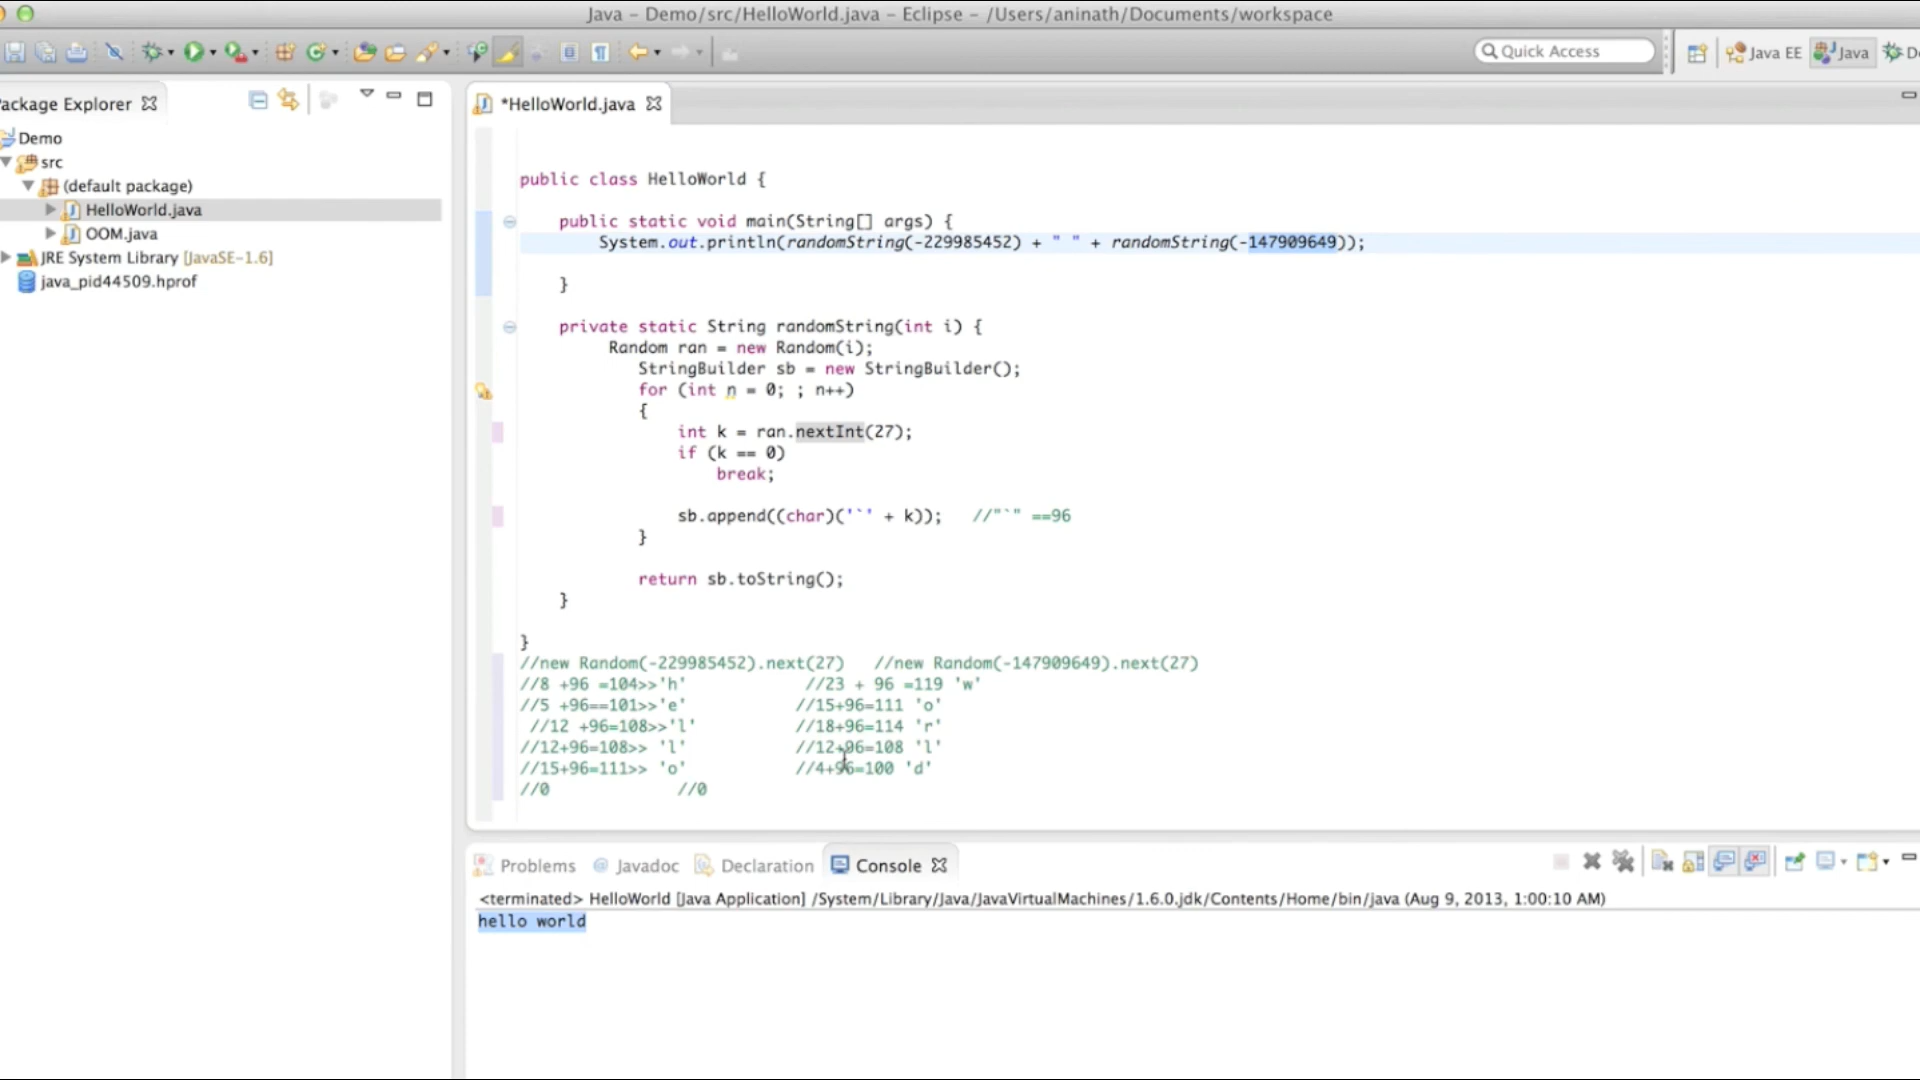 Java – Demo/src/HelloWorld.java – Eclipse – /Users/aninath/Documents/workspace
Quick Access
Java EE
Java
Package Explorer
Demo
src
(default package)
HelloWorld.java
OOM.java
JRE System Library [JavaSE-1.6]
java_pid44509.hprof
*HelloWorld.java
public class HelloWorld {
public static void main(String[] args) {
System.out.println(randomString(-229985452) + " " + randomString(-147909649));
}
private static String randomString(int i) {
Random ran = new Random(i);
StringBuilder sb = new StringBuilder();
for (int n = 0; ; n++)
{
int k = ran.nextInt(27);
if (k == 0)
break;
sb.append((char)('`' + k)); //"`" ==96
}
return sb.toString();
}
}
//new Random(-229985452).next(27) //new Random(-147909649).next(27)
//8 +96 =104>>'h' //23 + 96 =119 'w'
//5 +96==101>>'e' //15+96=111 'o'
//12 +96=108>>'l' //18+96=114 'r'
//12+96=108>> 'l' //12+96=108 'l'
//15+96=111>> 'o' //4+96=100 'd'
//0 //0
Problems
Javadoc
Declaration
Console
<terminated> HelloWorld [Java Application] /System/Library/Java/JavaVirtualMachines/1.6.0.jdk/Contents/Home/bin/java (Aug 9, 2013, 1:00:10 AM)
hello world